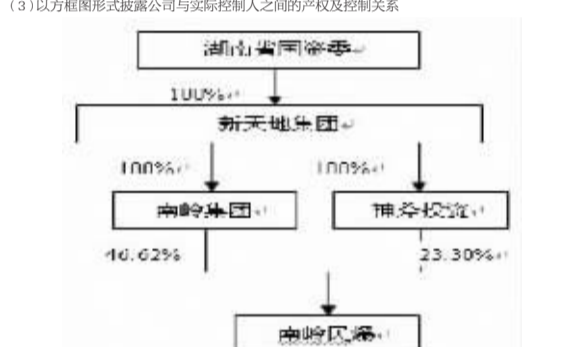 （3）以方框图形式披露公司与实际控制人之间的产权及控制关系
湖南省国资委
100%
新天地集团
100%
100%
南岭集团
神斧投资
46.62%
23.30%
南岭民爆